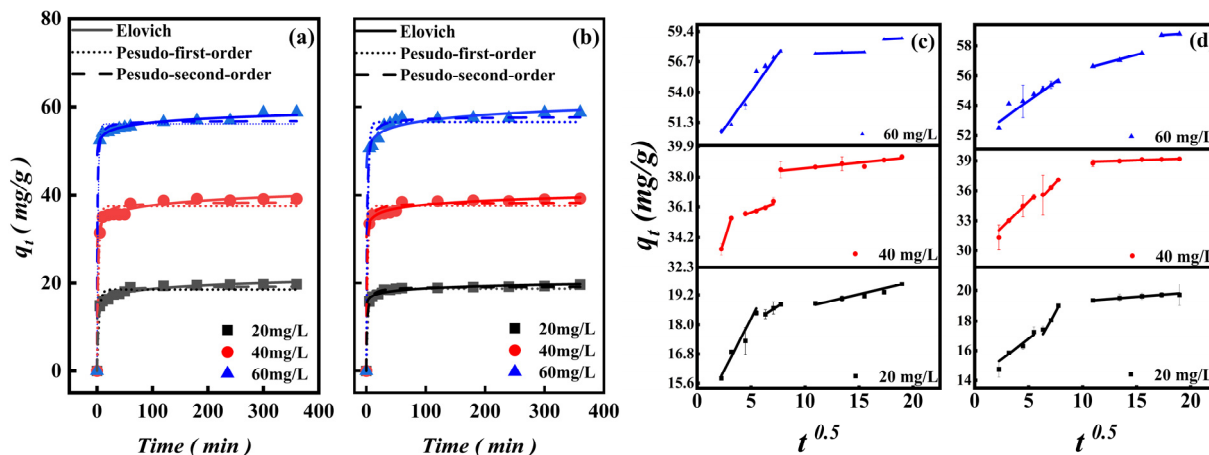 (a)
Elovich
Pesudo-first-order
Pesudo-second-order
20mg/L
40mg/L
60mg/L
80
60
40
20
0
0 100 200 300 400
q_t ( mg/g )
Time ( min )
(b)
Elovich
Pesudo-first-order
Pesudo-second-order
20mg/L
40mg/L
60mg/L
0 100 200 300 400
Time ( min )
(c)
59.4
56.7
54.0
51.3
60 mg/L
39.9
38.0
36.1
34.2
32.3
40 mg/L
19.2
18.0
16.8
15.6
20 mg/L
0 5 10 15 20
q_t (mg/g)
t^0.5
(d)
58
56
54
52
60 mg/L
39
36
33
30
40 mg/L
20
18
16
14
20 mg/L
0 5 10 15 20
t^0.5